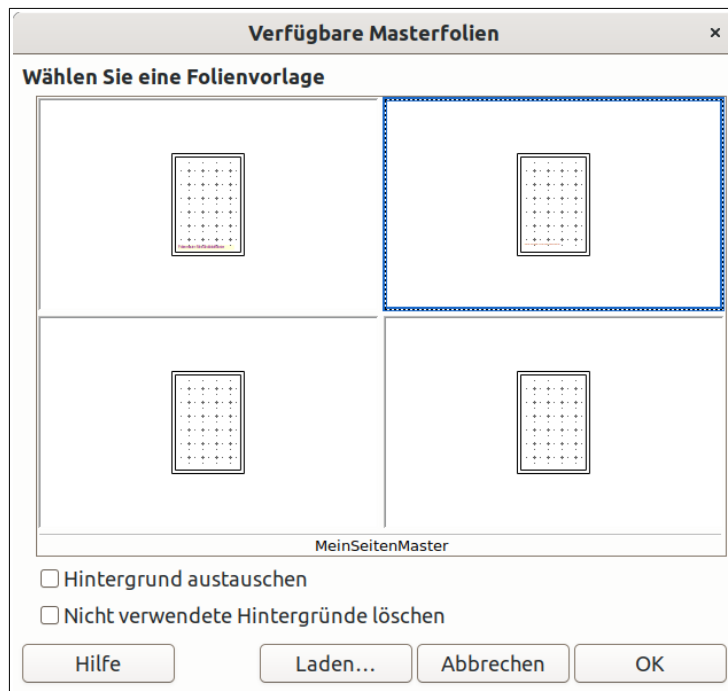 Verfügbare Masterfolien
Wählen Sie eine Folienvorlage
MeinSeitenMaster
Hintergrund austauschen
Nicht verwendete Hintergründe löschen
Hilfe
Laden...
Abbrechen
OK